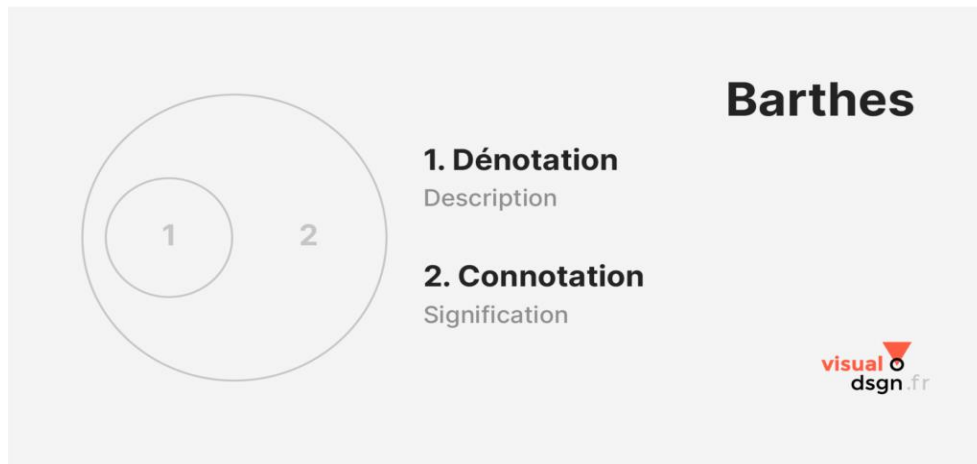 Barthes
1. Dénotation
Description
1
2
2. Connotation
Signification
visual
dsgn.fr